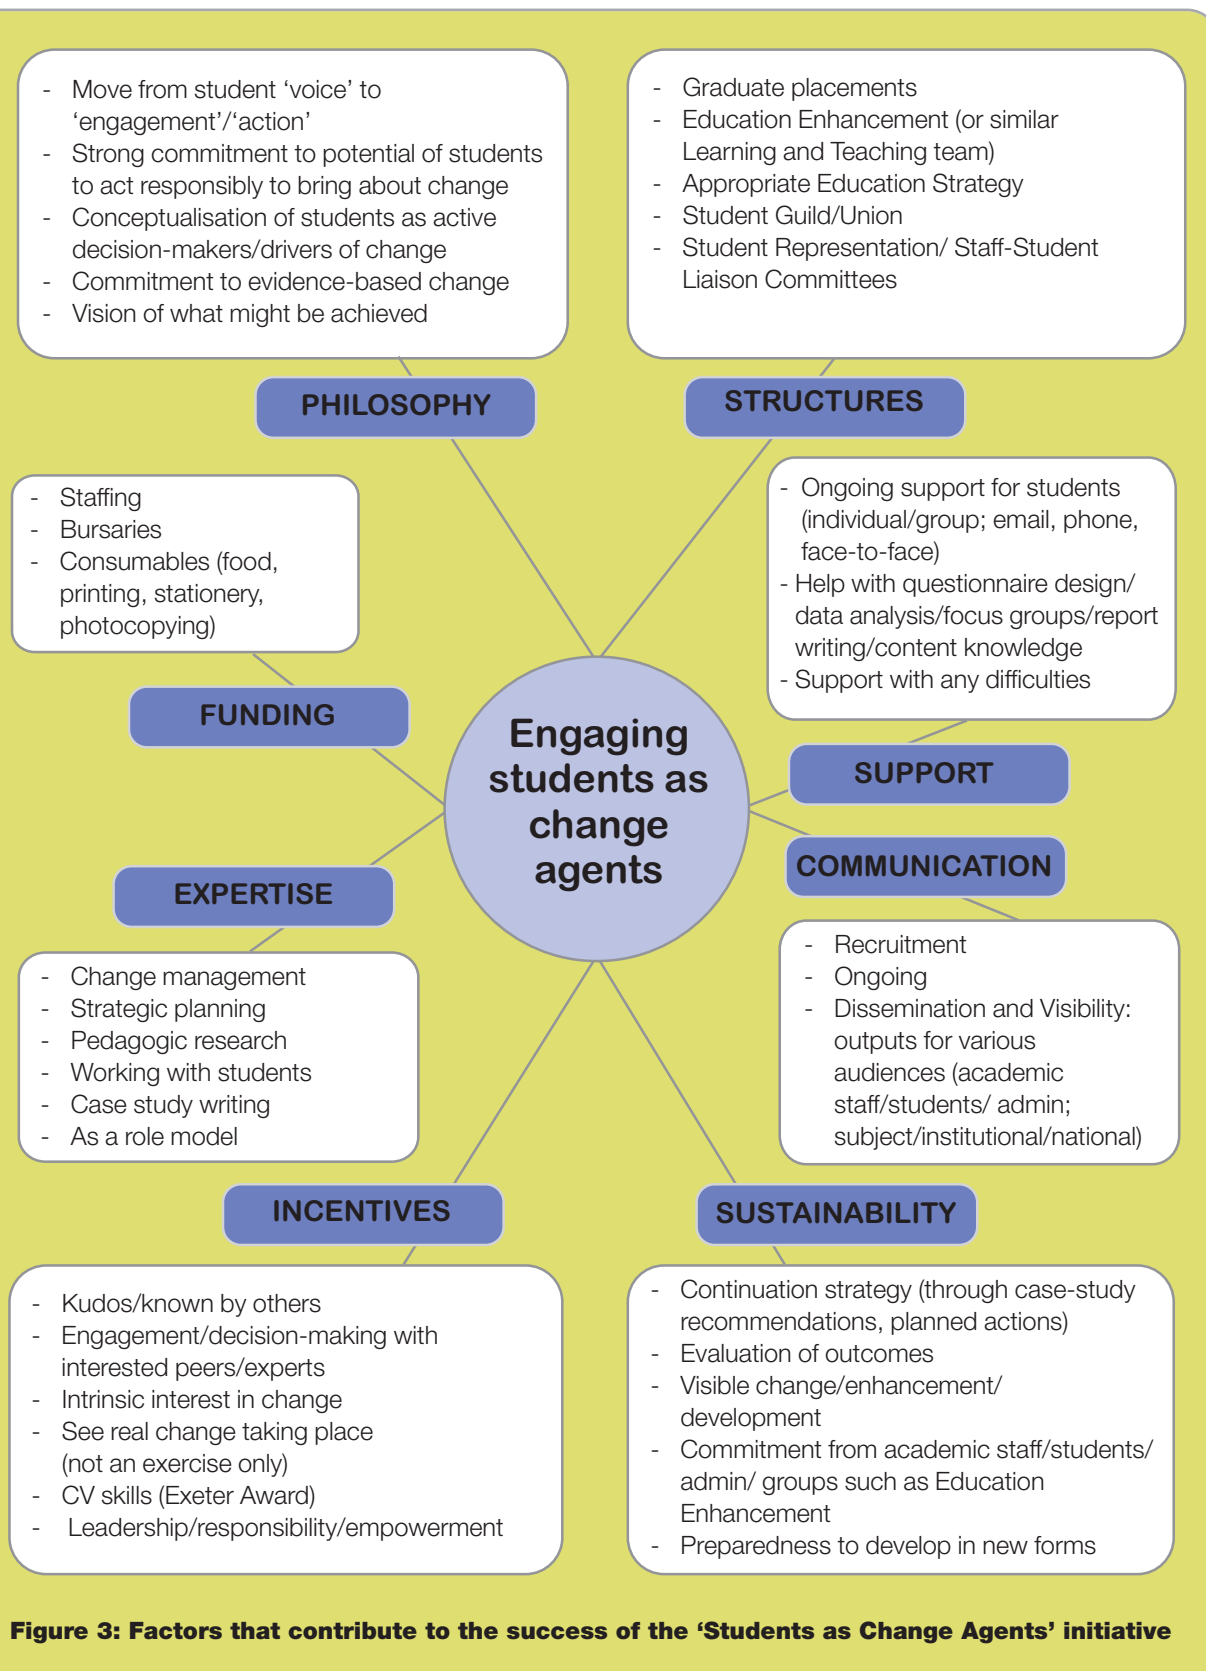 - Move from student ‘voice’ to
‘engagement’/‘action’
- Strong commitment to potential of students
to act responsibly to bring about change
- Conceptualisation of students as active
decision-makers/drivers of change
- Commitment to evidence-based change
- Vision of what might be achieved
PHILOSOPHY
- Graduate placements
- Education Enhancement (or similar
Learning and Teaching team)
- Appropriate Education Strategy
- Student Guild/Union
- Student Representation/ Staff-Student
Liaison Committees
STRUCTURES
- Staffing
- Bursaries
- Consumables (food,
printing, stationery,
photocopying)
FUNDING
- Ongoing support for students
(individual/group; email, phone,
face-to-face)
- Help with questionnaire design/
data analysis/focus groups/report
writing/content knowledge
- Support with any difficulties
SUPPORT
Engaging
students as
change
agents
EXPERTISE
- Change management
- Strategic planning
- Pedagogic research
- Working with students
- Case study writing
- As a role model
COMMUNICATION
- Recruitment
- Ongoing
- Dissemination and Visibility:
outputs for various
audiences (academic
staff/students/ admin;
subject/institutional/national)
INCENTIVES
- Kudos/known by others
- Engagement/decision-making with
interested peers/experts
- Intrinsic interest in change
- See real change taking place
(not an exercise only)
- CV skills (Exeter Award)
- Leadership/responsibility/empowerment
SUSTAINABILITY
- Continuation strategy (through case-study
recommendations, planned actions)
- Evaluation of outcomes
- Visible change/enhancement/
development
- Commitment from academic staff/students/
admin/ groups such as Education
Enhancement
- Preparedness to develop in new forms
Figure 3: Factors that contribute to the success of the ‘Students as Change Agents’ initiative